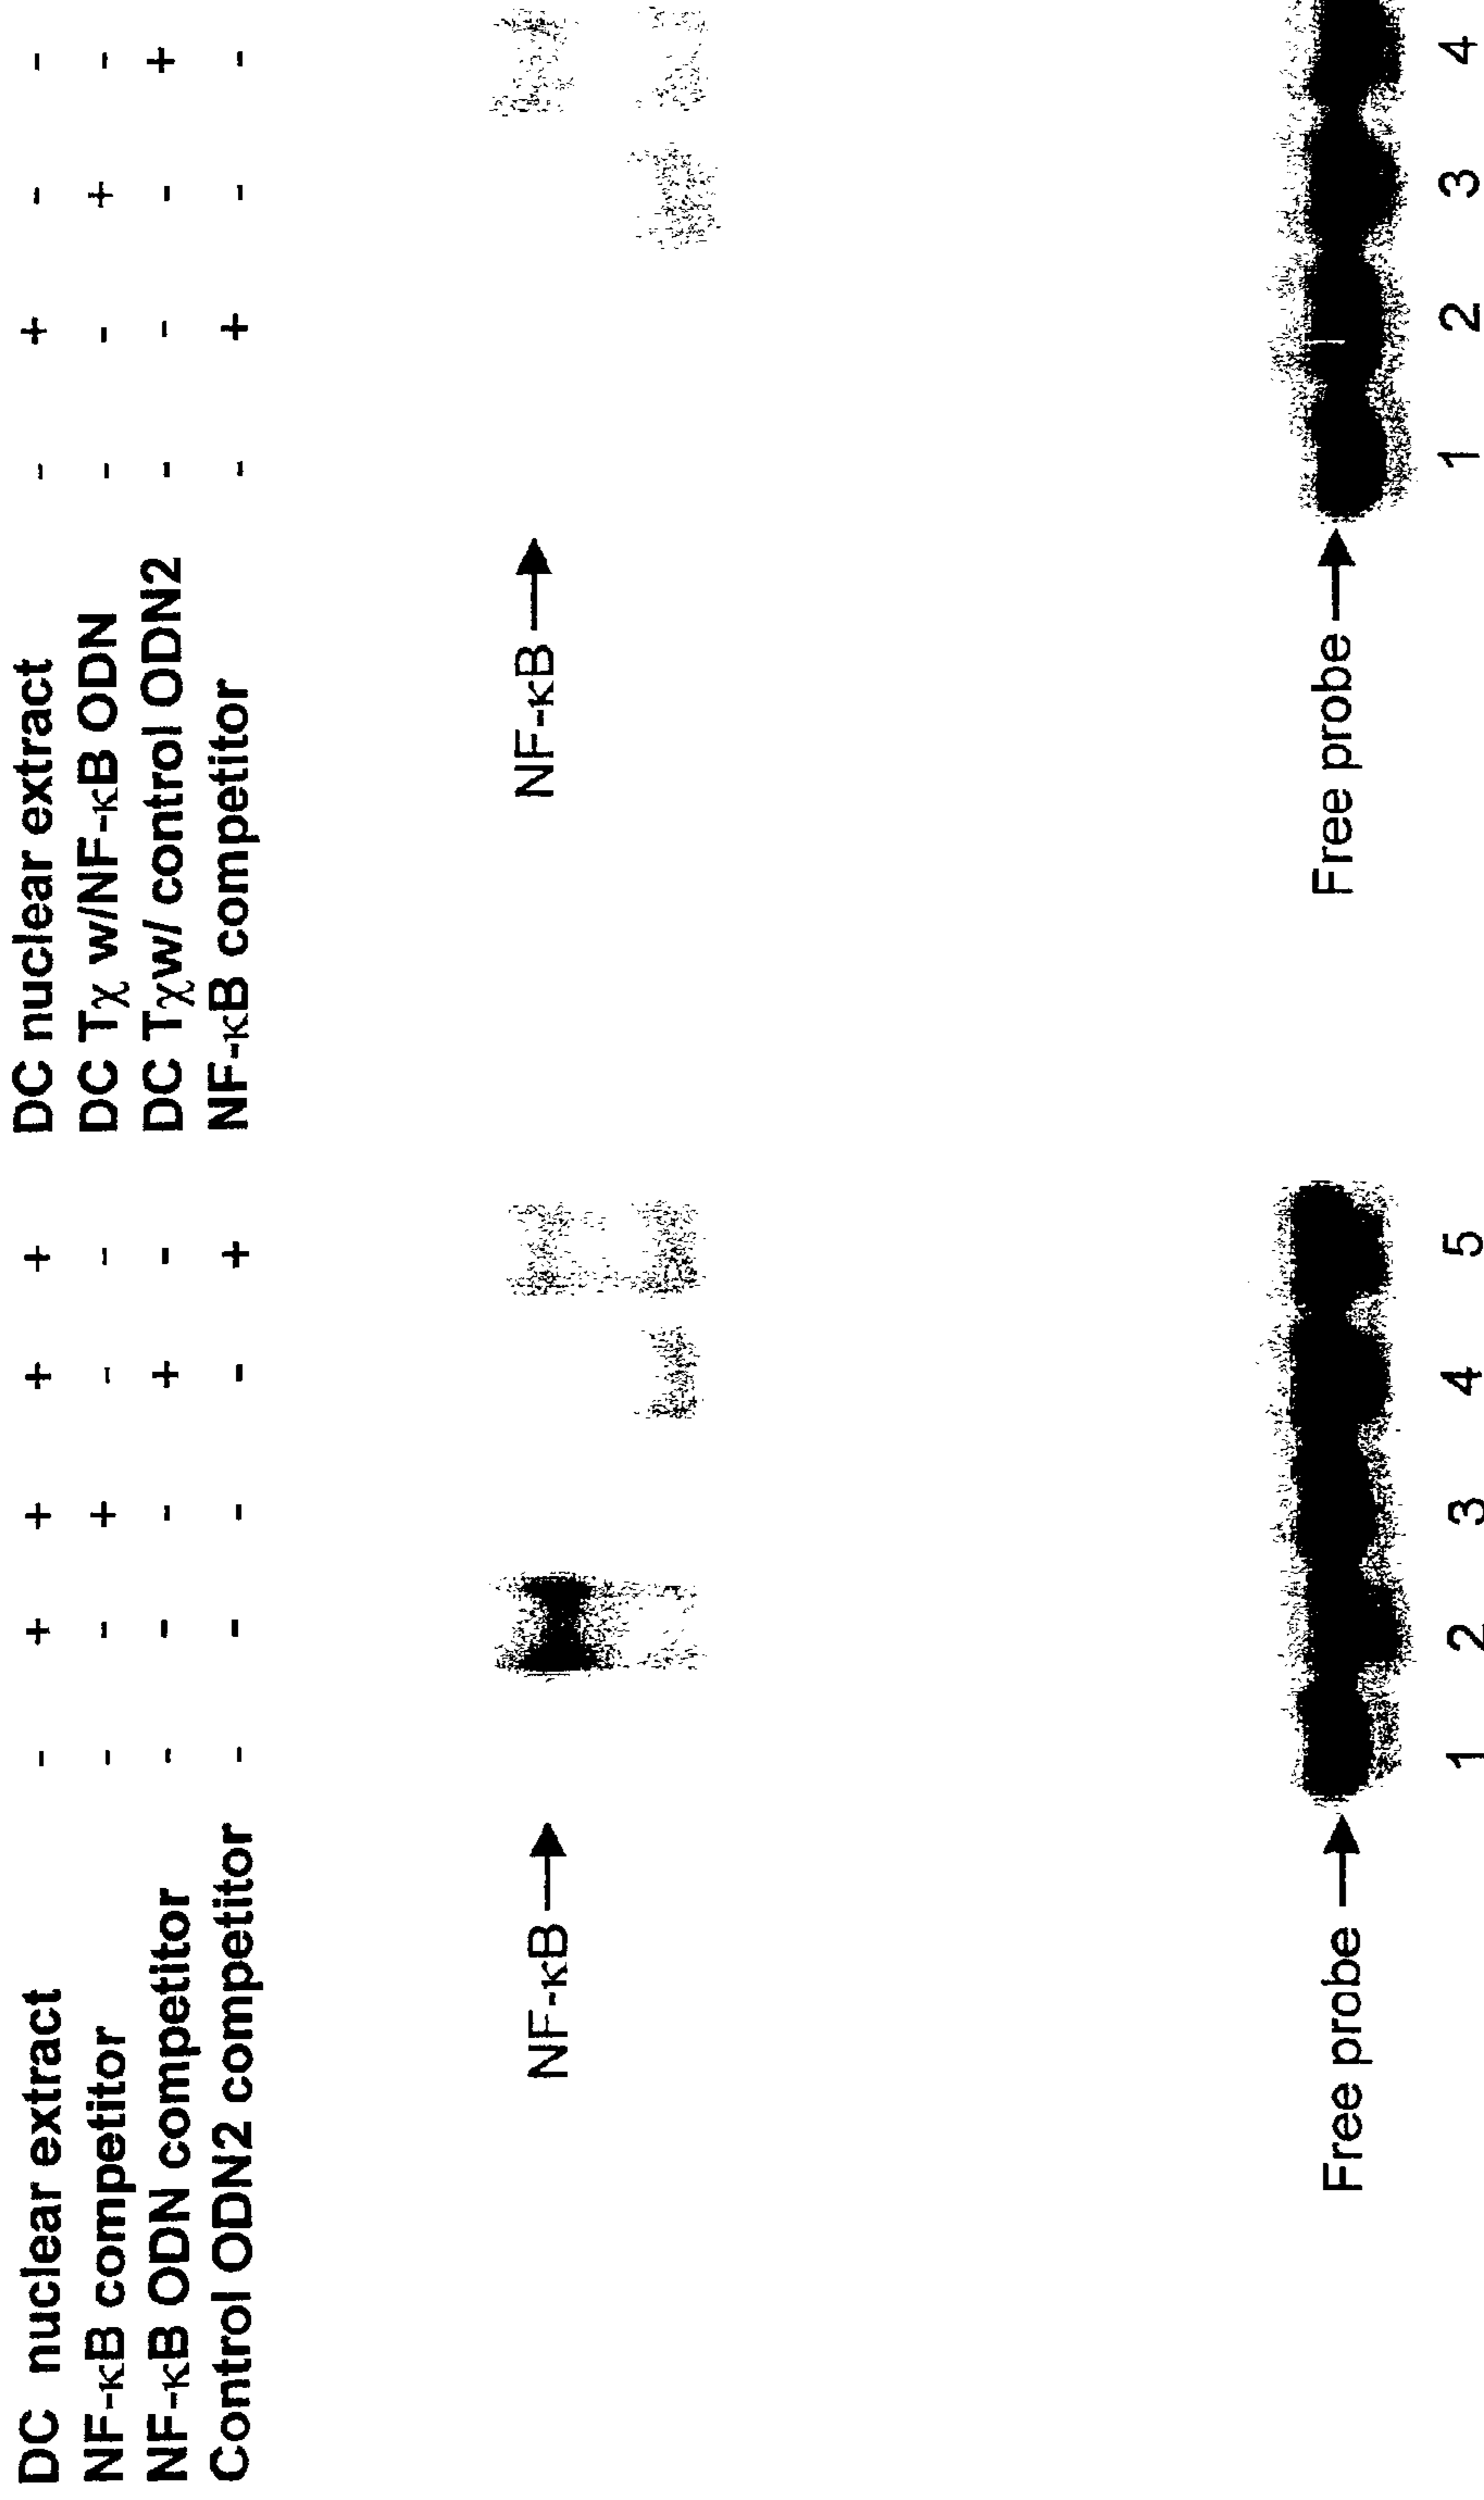 DC nuclear extract - + + + +
NF-κB competitor - - + - -
NF-κB ODN competitor - - - + -
Control ODN2 competitor - - - - +
NF-κB
Free probe
1 2 3 4 5
DC nuclear extract - + - -
DC Tχ w/NF-κB ODN - - + -
DC Tχw/ control ODN2 - - - +
NF-κB competitor - + - -
NF-κB
Free probe
1 2 3 4